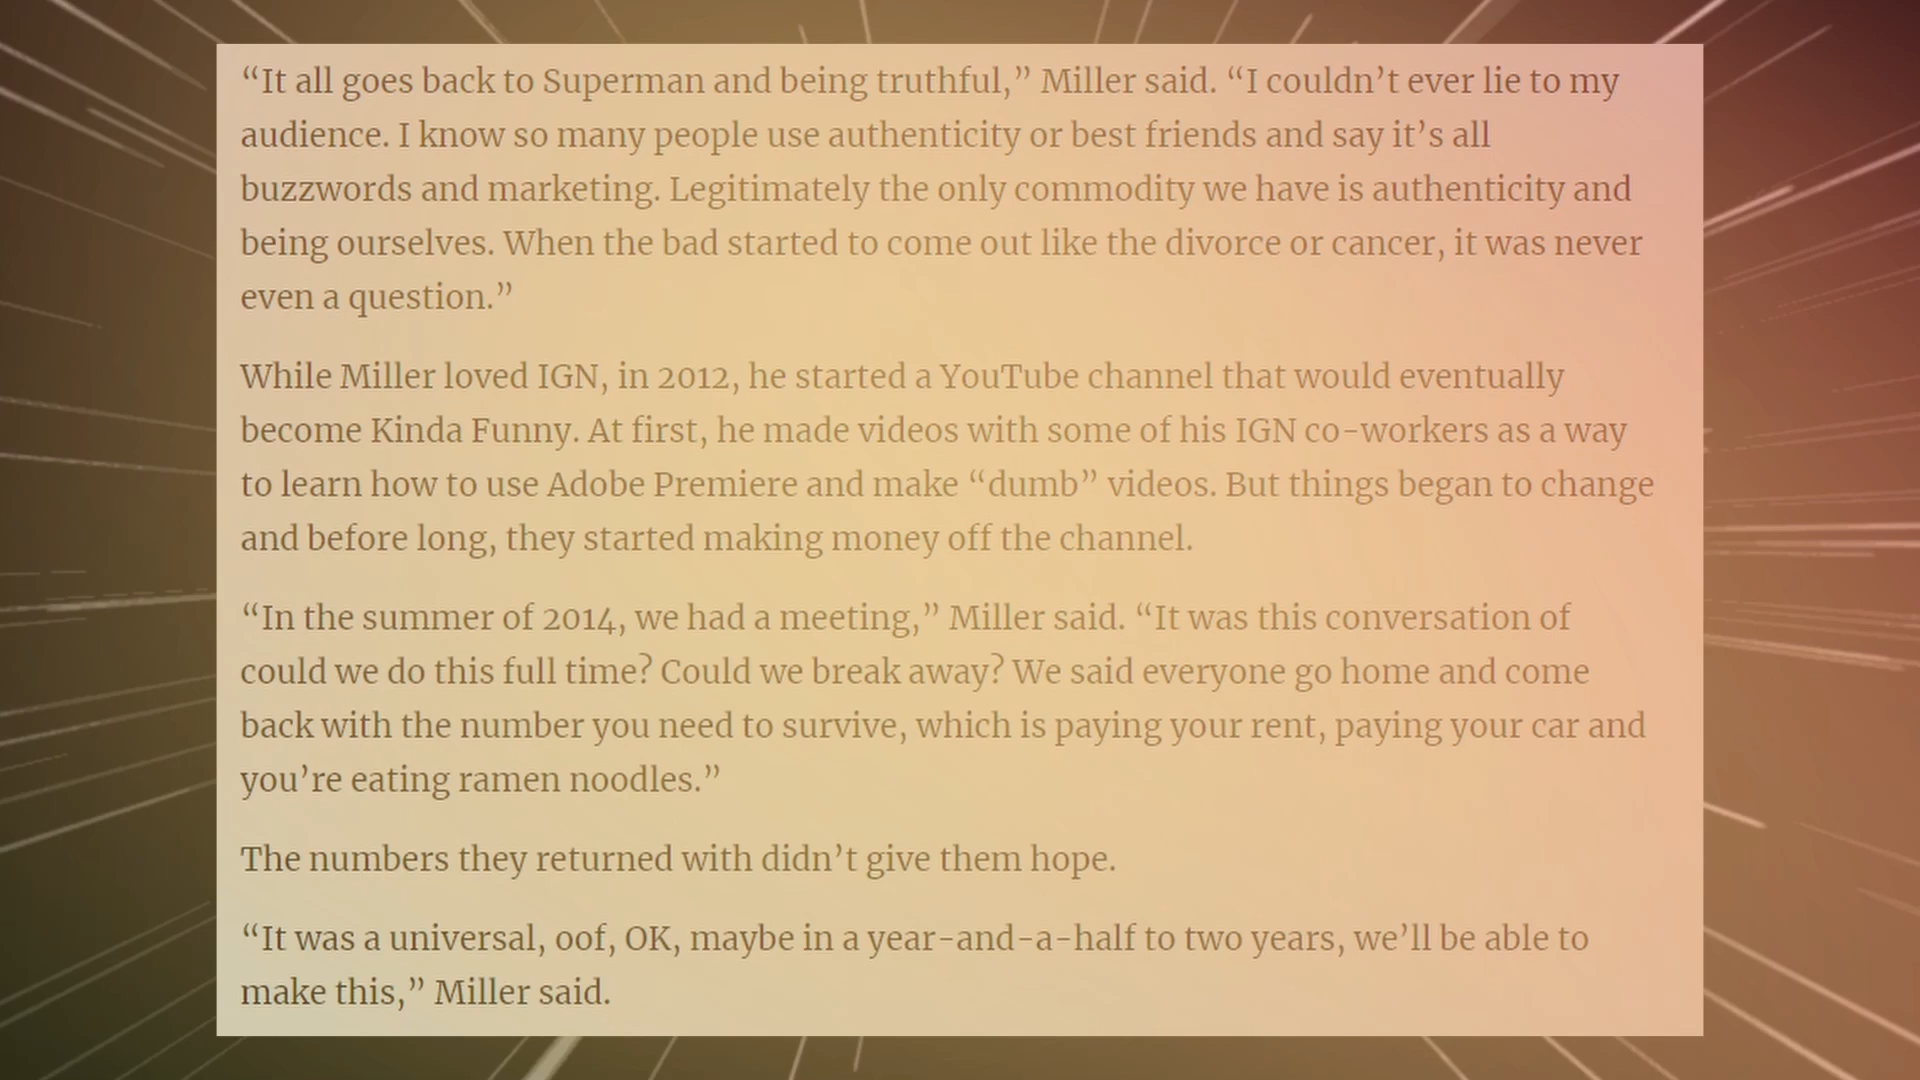 “It all goes back to Superman and being truthful,” Miller said. “I couldn’t ever lie to my
audience. I know so many people use authenticity or best friends and say it’s all
buzzwords and marketing. Legitimately the only commodity we have is authenticity and
being ourselves. When the bad started to come out like the divorce or cancer, it was never
even a question.”
While Miller loved IGN, in 2012, he started a YouTube channel that would eventually
become Kinda Funny. At first, he made videos with some of his IGN co-workers as a way
to learn how to use Adobe Premiere and make “dumb” videos. But things began to change
and before long, they started making money off the channel.
“In the summer of 2014, we had a meeting,” Miller said. “It was this conversation of
could we do this full time? Could we break away? We said everyone go home and come
back with the number you need to survive, which is paying your rent, paying your car and
you’re eating ramen noodles.”
The numbers they returned with didn’t give them hope.
“It was a universal, oof, OK, maybe in a year-and-a-half to two years, we’ll be able to
make this,” Miller said.